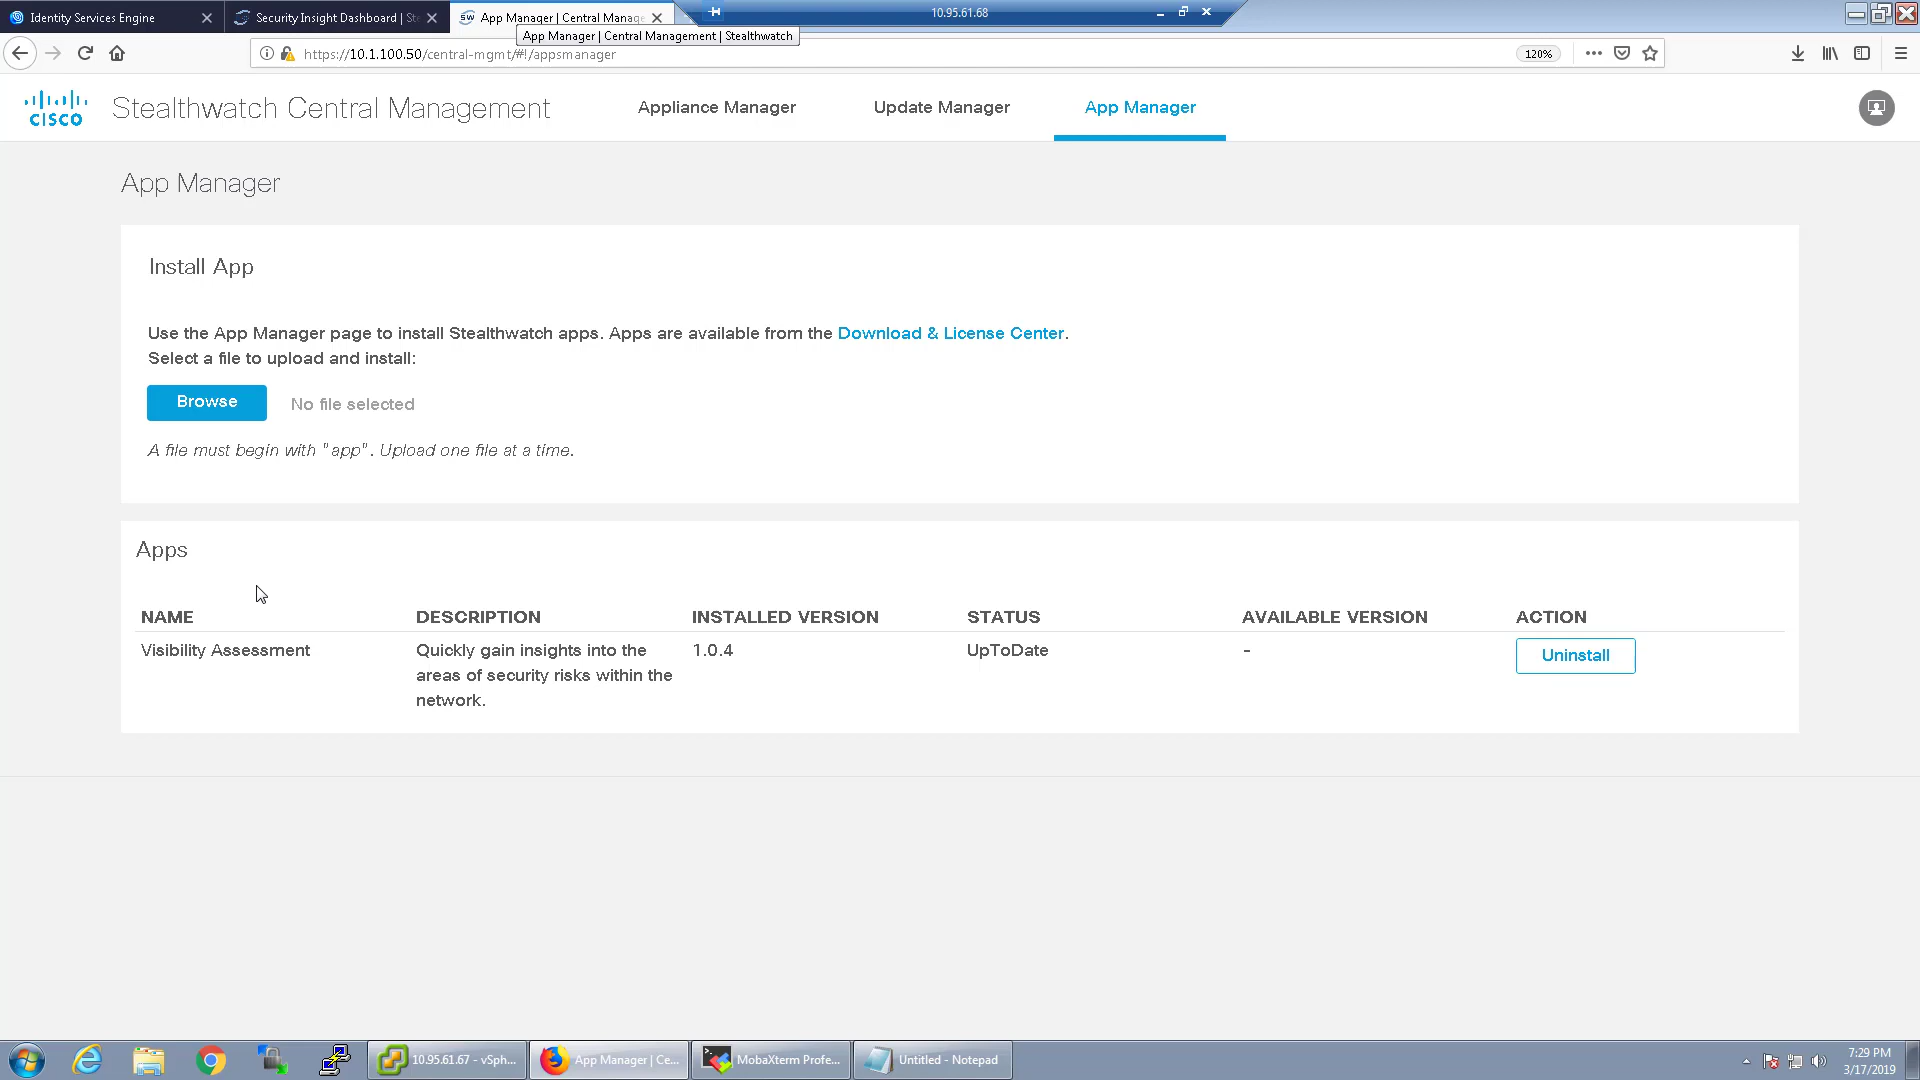 Identity Services Engine
Security Insight Dashboard | Ste
App Manager | Central Manage
10.95.61.68
App Manager | Central Management | Stealthwatch
https://10.1.100.50/central-mgmt/#!/appsmanager
120%
cisco
Stealthwatch Central Management
Appliance Manager
Update Manager
App Manager
App Manager
Install App
Use the App Manager page to install Stealthwatch apps. Apps are available from the Download & License Center.
Select a file to upload and install:
Browse
No file selected
A file must begin with "app". Upload one file at a time.
Apps
NAME DESCRIPTION INSTALLED VERSION STATUS AVAILABLE VERSION ACTION
Visibility Assessment Quickly gain insights into the 1.0.4 UpToDate - Uninstall
areas of security risks within the
network.
10.95.61.67 - vSph...
App Manager | Ce...
MobaXterm Profe...
Untitled - Notepad
7:29 PM
3/17/2019